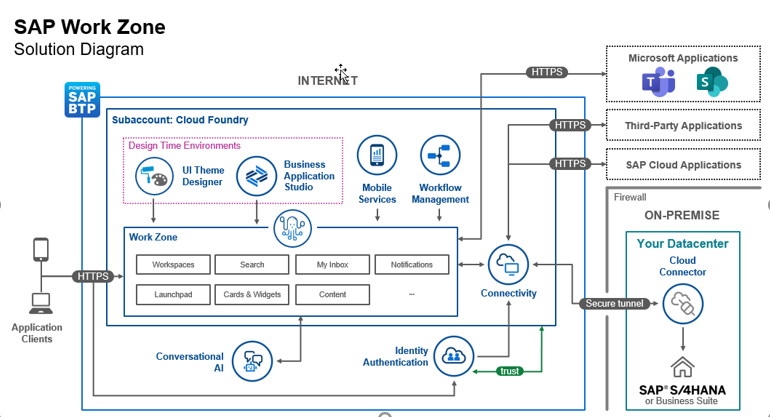 SAP Work Zone
Solution Diagram
INTERNET
POWERING
SAP
BTP
Subaccount: Cloud Foundry
Design Time Environments
UI Theme
Designer
Business
Application
Studio
Mobile
Services
Workflow
Management
Work Zone
Workspaces
Search
My Inbox
Notifications
Launchpad
Cards & Widgets
Content
...
Connectivity
HTTPS
Application
Clients
Conversational
AI
Identity
Authentication
trust
HTTPS
Microsoft Applications
HTTPS
Third-Party Applications
HTTPS
SAP Cloud Applications
Firewall
ON-PREMISE
Your Datacenter
Cloud
Connector
Secure tunnel
SAP® S/4HANA
or Business Suite